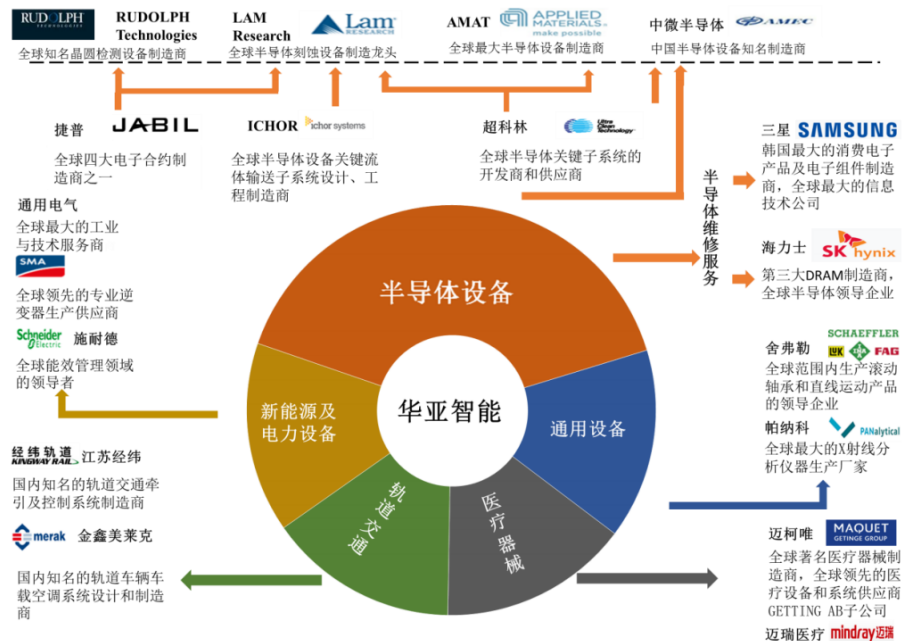 RUDOLPH
TECHNOLOGIES
RUDOLPH
Technologies
全球知名晶圆检测设备制造商
LAM
Research
Lam
RESEARCH
全球半导体刻蚀设备制造龙头
AMAT
APPLIED
MATERIALS
make possible
全球最大半导体设备制造商
中微半导体
AMEC
中国半导体设备知名制造商
捷普
JABIL
全球四大电子合约制
造商之一
ICHOR
ichor systems
全球半导体设备关键流
体输送子系统设计、工
程制造商
超科林
Ultra
Clean
Technology
全球半导体关键子系统的
开发商和供应商
半导体维修服务
三星
SAMSUNG
韩国最大的消费电子
产品及电子组件制造
商，全球最大的信息
技术公司
海力士
SK hynix
第三大DRAM制造商，
全球半导体领导企业
通用电气
全球最大的工业
与技术服务商
SMA
全球领先的专业逆
变器生产供应商
Schneider
Electric
施耐德
全球能效管理领域
的领导者
半导体设备
新能源及
电力设备
华亚智能
通用设备
轨道交通
医疗器械
舍弗勒
SCHAEFFLER
LUK
INA
FAG
全球范围内生产滚动
轴承和直线运动产品
的领导企业
帕纳科
PANalytical
全球最大的X射线分
析仪器生产厂家
经纬轨道
KINGWAY RAIL
江苏经纬
国内知名的轨道交通牵
引及控制系统制造商
merak
金鑫美莱克
国内知名的轨道车辆车
载空调系统设计和制造
商
迈柯唯
MAQUET
GETINGE GROUP
全球著名医疗器械制
造商，全球领先的医
疗设备和系统供应商
GETTING AB子公司
迈瑞医疗
mindray迈瑞